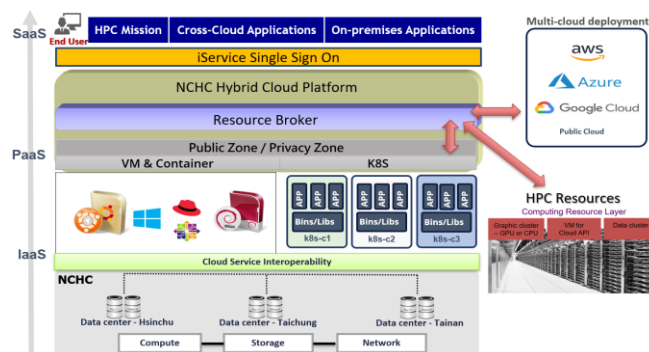 SaaS
End User
HPC Mission
Cross-Cloud Applications
On-premises Applications
iService Single Sign On
NCHC Hybrid Cloud Platform
Resource Broker
Public Zone / Privacy Zone
PaaS
VM & Container
K8S
APP APP APP
Bins/Libs
k8s-c1
APP APP APP
Bins/Libs
k8s-c2
APP APP APP
Bins/Libs
k8s-c3
IaaS
Cloud Service Interoperability
NCHC
Data center - Hsinchu
Data center - Taichung
Data center - Tainan
Compute
Storage
Network
Multi-cloud deployment
aws
Azure
Google Cloud
Public Cloud
HPC Resources
Computing Resource Layer
Graphic cluster
– GPU or CPU
VM for
Cloud API
Data cluster